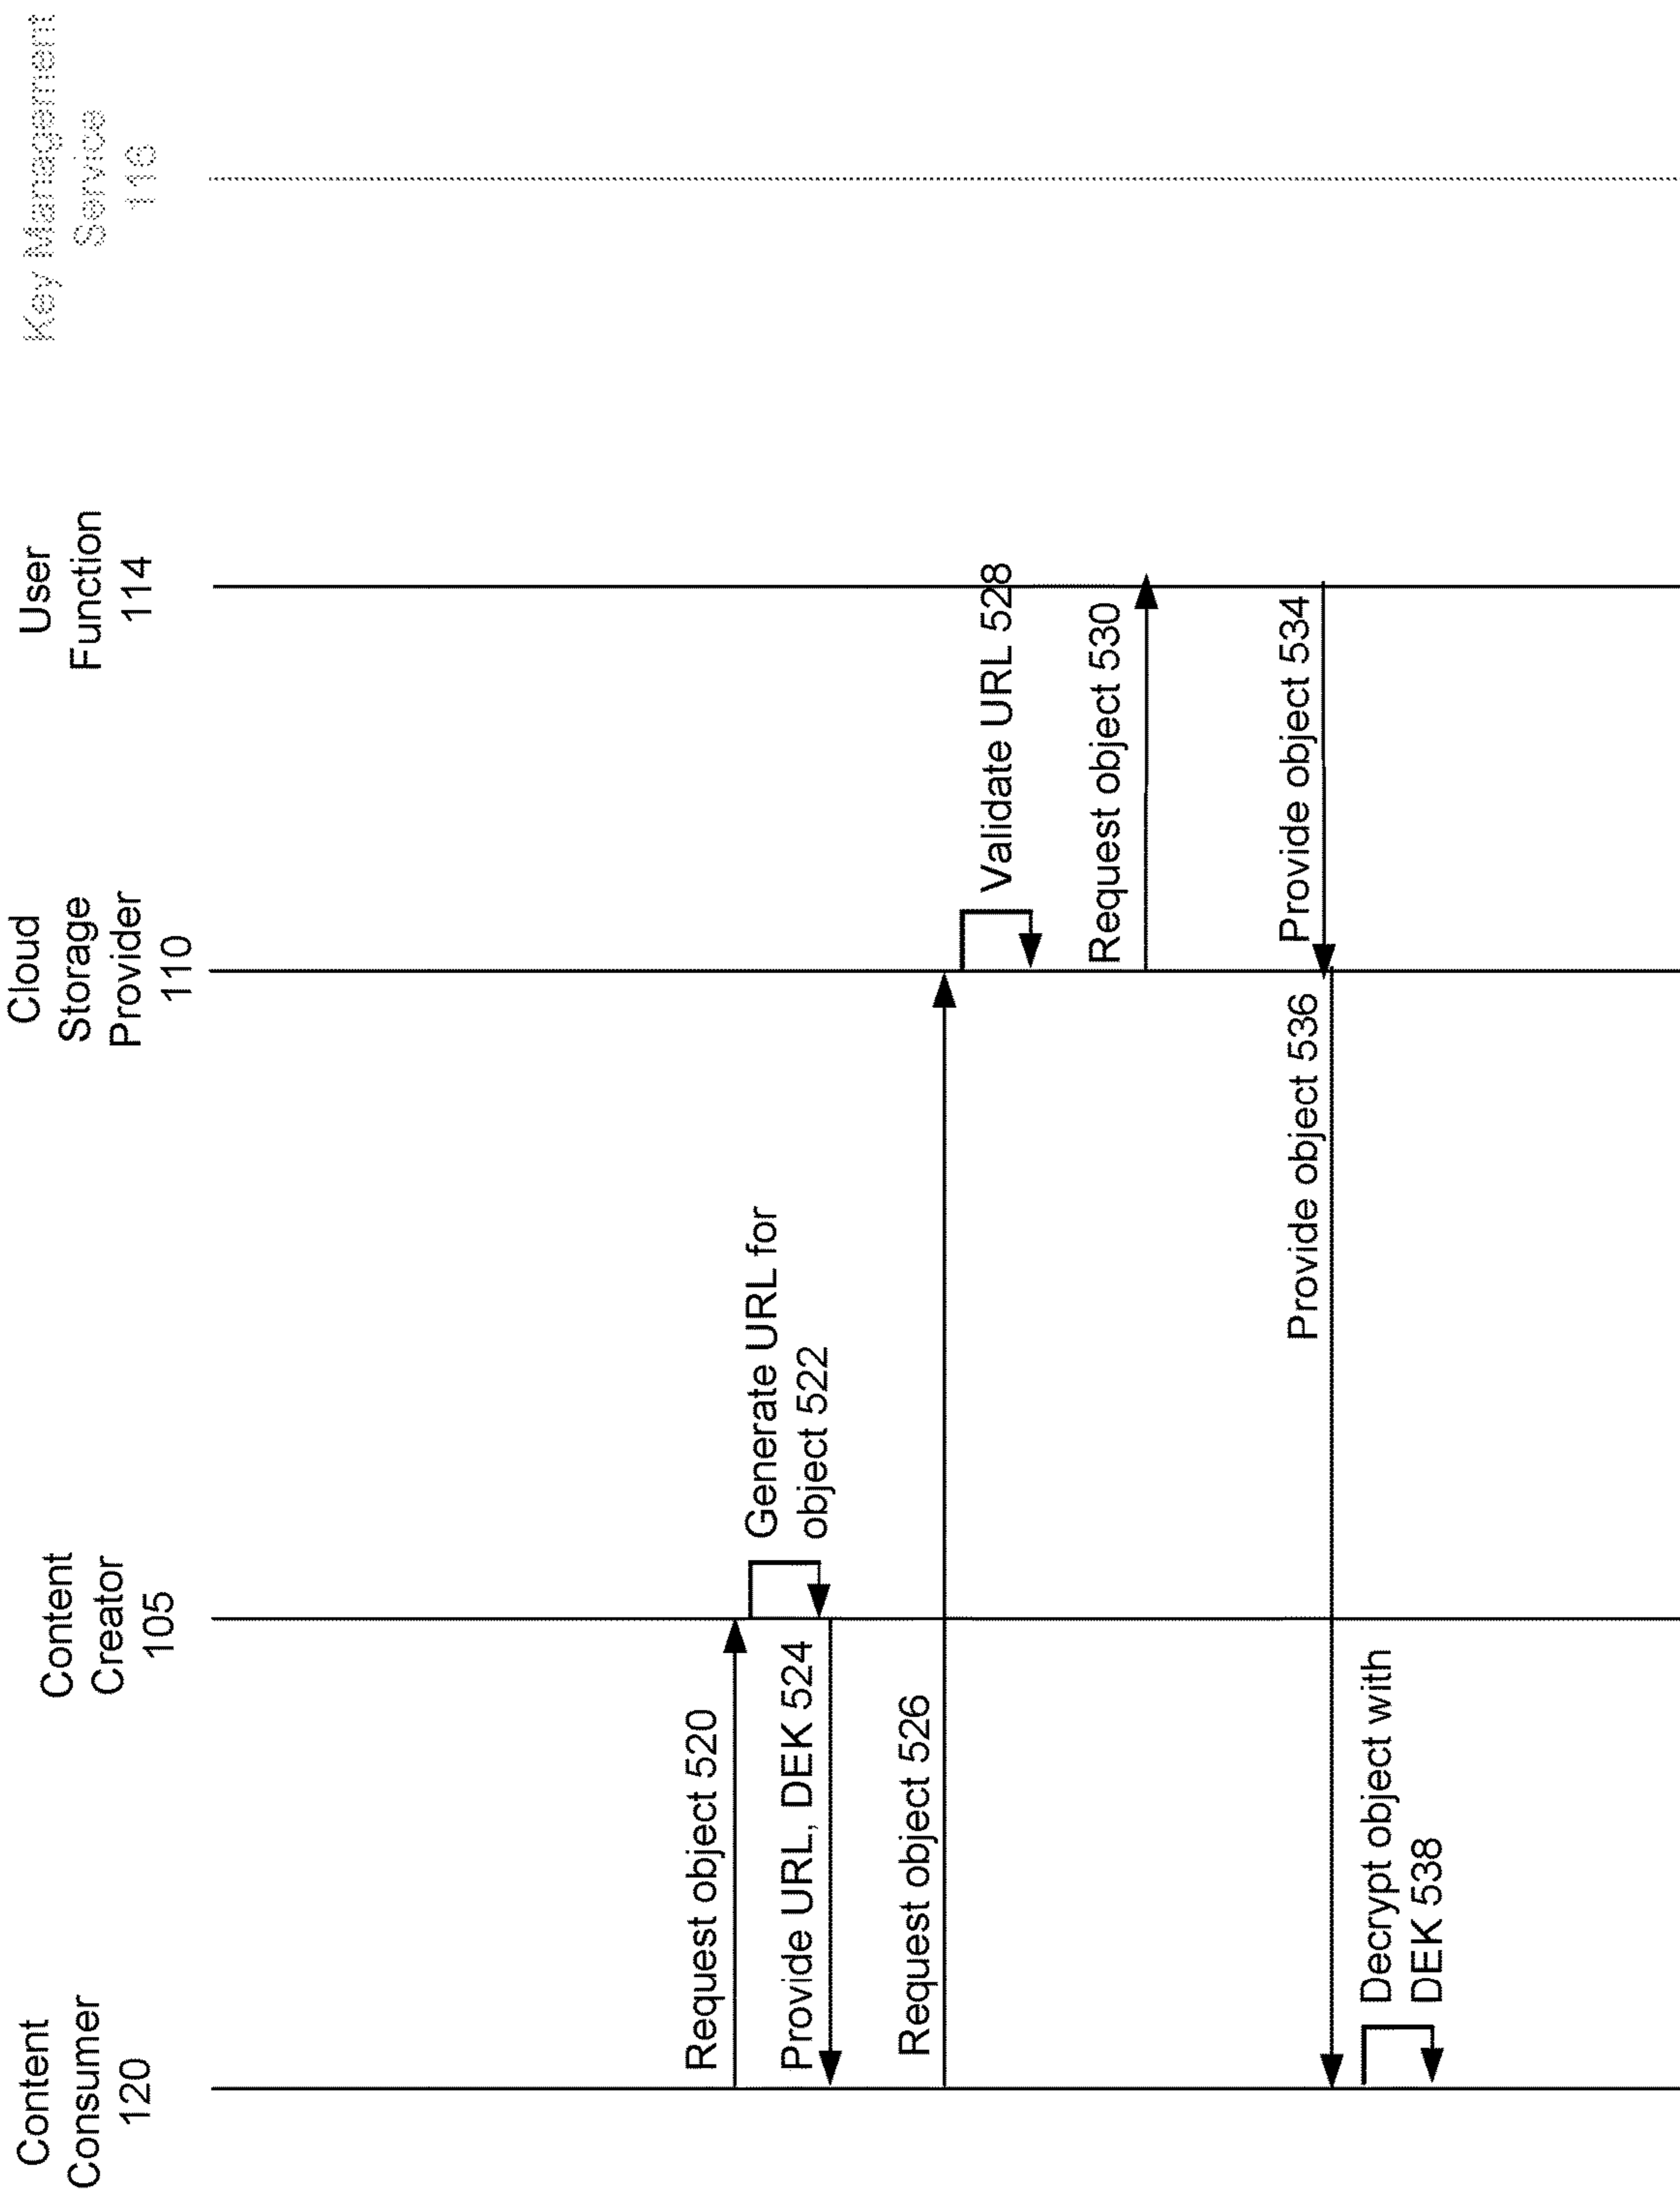 Content
Consumer
120
Content
Creator
105
Cloud
Storage
Provider
110
User
Function
114
Key Management
Service
116
Request object 520
Generate URL for
object 522
Provide URL, DEK 524
Request object 526
Validate URL 528
Request object 530
Provide object 534
Provide object 536
Decrypt object with
DEK 538